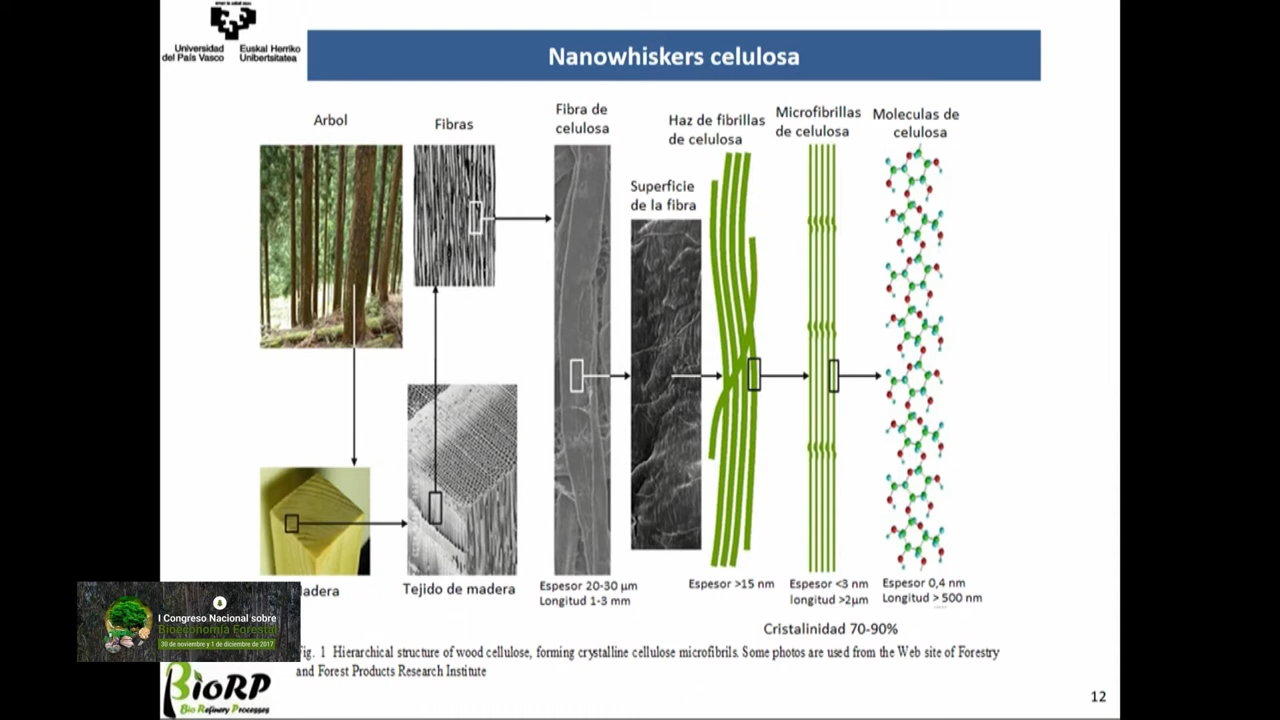 Universidad
del País Vasco
Euskal Herriko
Unibertsitatea
Nanowhiskers celulosa
Arbol
Fibras
Fibra de
celulosa
Haz de fibrillas
de celulosa
Microfibrillas
de celulosa
Moleculas de
celulosa
Superficie
de la fibra
adera
Tejido de madera
Espesor 20-30 µm
Longitud 1-3 mm
Espesor >15 nm
Espesor <3 nm
longitud >2µm
Espesor 0,4 nm
Longitud > 500 nm
Cristalinidad 70-90%
I Congreso Nacional sobre
Bioeconomía Forestal
30 de noviembre y 1 de diciembre de 2017
Fig. 1 Hierarchical structure of wood cellulose, forming crystalline cellulose microfibrils. Some photos are used from the Web site of Forestry
and Forest Products Research Institute
BioRP
Bio Refinery Processes
12